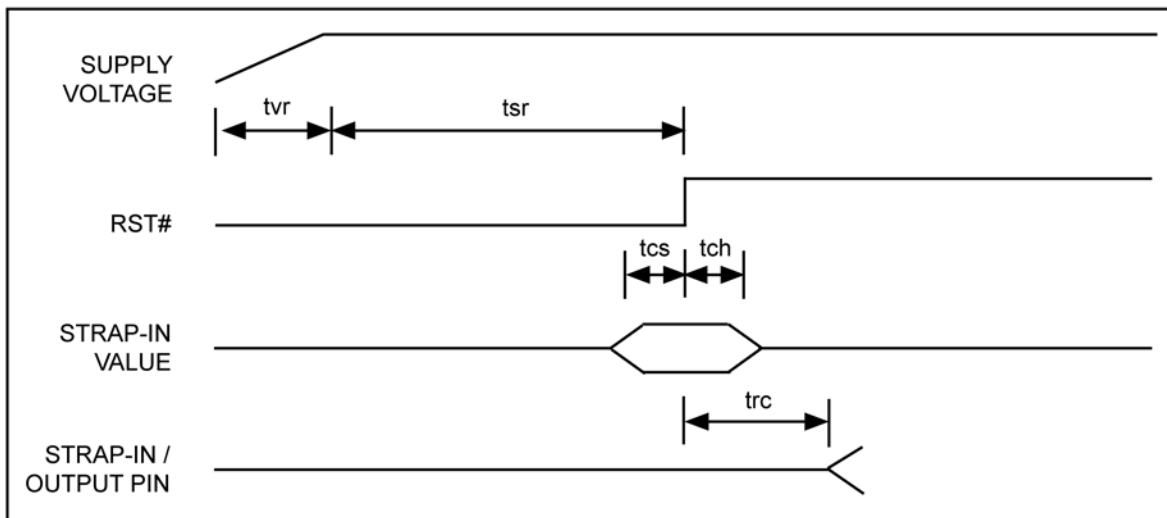 SUPPLY
VOLTAGE
tvr
tsr
RST#
tcs
tch
STRAP-IN
VALUE
trc
STRAP-IN /
OUTPUT PIN